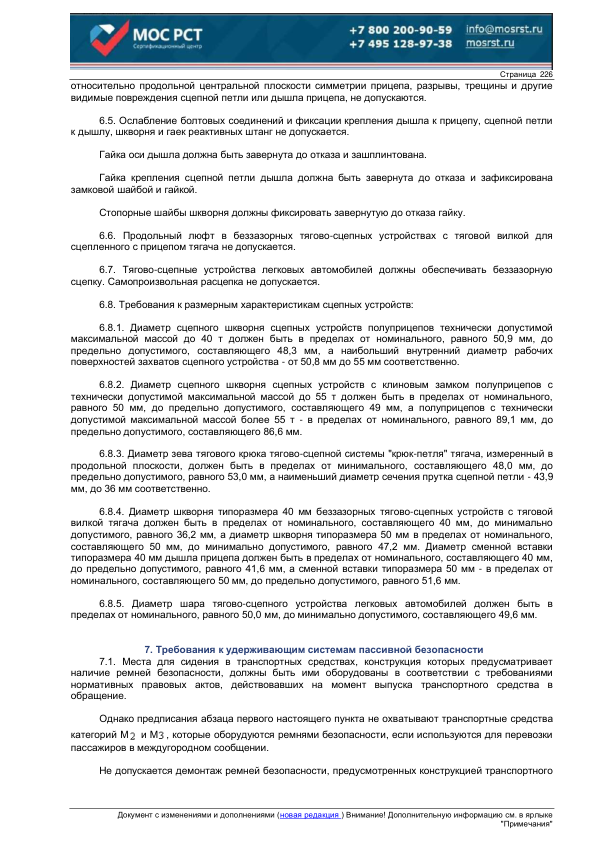 МОС РСТ
Сертификационный центр
+7 800 200-90-59
+7 495 128-97-38
info@mosrst.ru
mosrst.ru
Страница 226
относительно продольной центральной плоскости симметрии прицепа, разрывы, трещины и другие
видимые повреждения сцепной петли или дышла прицепа, не допускаются.
6.5. Ослабление болтовых соединений и фиксации крепления дышла к прицепу, сцепной петли
к дышлу, шкворня и гаек реактивных штанг не допускается.
Гайка оси дышла должна быть завернута до отказа и зашплинтована.
Гайка крепления сцепной петли дышла должна быть завернута до отказа и зафиксирована
замковой шайбой и гайкой.
Стопорные шайбы шкворня должны фиксировать завернутую до отказа гайку.
6.6. Продольный люфт в беззазорных тягово-сцепных устройствах с тяговой вилкой для
сцепленного с прицепом тягача не допускается.
6.7. Тягово-сцепные устройства легковых автомобилей должны обеспечивать беззазорную
сцепку. Самопроизвольная расцепка не допускается.
6.8. Требования к размерным характеристикам сцепных устройств:
6.8.1. Диаметр сцепного шкворня сцепных устройств полуприцепов технически допустимой
максимальной массой до 40 т должен быть в пределах от номинального, равного 50,9 мм, до
предельно допустимого, составляющего 48,3 мм, а наибольший внутренний диаметр рабочих
поверхностей захватов сцепного устройства - от 50,8 мм до 55 мм соответственно.
6.8.2. Диаметр сцепного шкворня сцепных устройств с клиновым замком полуприцепов с
технически допустимой максимальной массой до 55 т должен быть в пределах от номинального,
равного 50 мм, до предельно допустимого, составляющего 49 мм, а полуприцепов с технически
допустимой максимальной массой более 55 т - в пределах от номинального, равного 89,1 мм, до
предельно допустимого, составляющего 86,6 мм.
6.8.3. Диаметр зева тягового крюка тягово-сцепной системы "крюк-петля" тягача, измеренный в
продольной плоскости, должен быть в пределах от минимального, составляющего 48,0 мм, до
предельно допустимого, равного 53,0 мм, а наименьший диаметр сечения прутка сцепной петли - 43,9
мм, до 36 мм соответственно.
6.8.4. Диаметр шкворня типоразмера 40 мм беззазорных тягово-сцепных устройств с тяговой
вилкой тягача должен быть в пределах от номинального, составляющего 40 мм, до минимально
допустимого, равного 36,2 мм, а диаметр шкворня типоразмера 50 мм в пределах от номинального,
составляющего 50 мм, до минимально допустимого, равного 47,2 мм. Диаметр сменной вставки
типоразмера 40 мм дышла прицепа должен быть в пределах от номинального, составляющего 40 мм,
до предельно допустимого, равного 41,6 мм, а сменной вставки типоразмера 50 мм - в пределах от
номинального, составляющего 50 мм, до предельно допустимого, равного 51,6 мм.
6.8.5. Диаметр шара тягово-сцепного устройства легковых автомобилей должен быть в
пределах от номинального, равного 50,0 мм, до минимально допустимого, составляющего 49,6 мм.
7. Требования к удерживающим системам пассивной безопасности
7.1. Места для сидения в транспортных средствах, конструкция которых предусматривает
наличие ремней безопасности, должны быть ими оборудованы в соответствии с требованиями
нормативных правовых актов, действовавших на момент выпуска транспортного средства в
обращение.
Однако предписания абзаца первого настоящего пункта не охватывают транспортные средства
категорий M2 и M3, которые оборудуются ремнями безопасности, если используются для перевозки
пассажиров в междугородном сообщении.
Не допускается демонтаж ремней безопасности, предусмотренных конструкцией транспортного
Документ с изменениями и дополнениями (новая редакция ) Внимание! Дополнительную информацию см. в ярлыке
"Примечания"